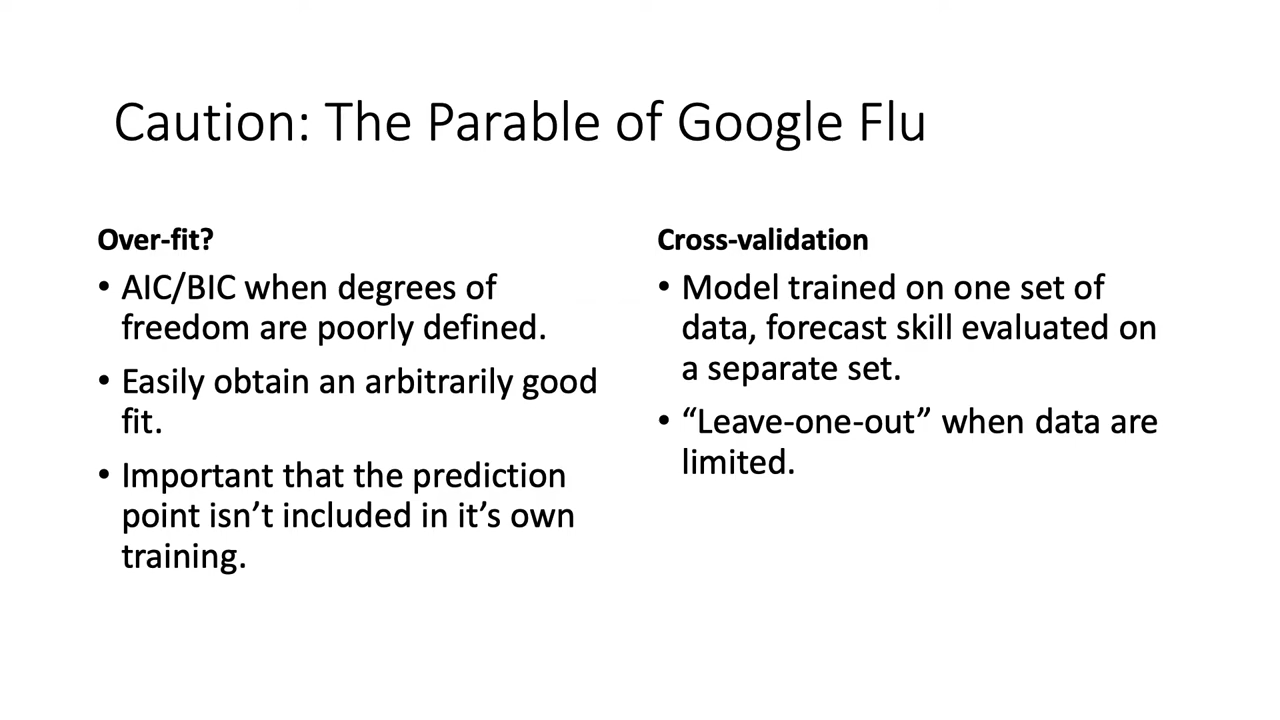 Caution: The Parable of Google Flu
Over-fit?
• AIC/BIC when degrees of
freedom are poorly defined.
• Easily obtain an arbitrarily good
fit.
• Important that the prediction
point isn’t included in it’s own
training.
Cross-validation
• Model trained on one set of
data, forecast skill evaluated on
a separate set.
• “Leave-one-out” when data are
limited.